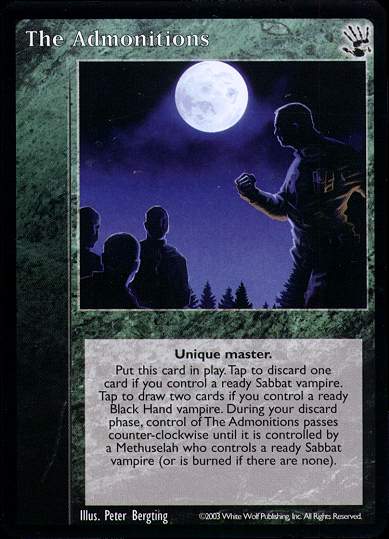 The Admonitions
Unique master.
Put this card in play. Tap to discard one
card if you control a ready Sabbat vampire.
Tap to draw two cards if you control a ready
Black Hand vampire. During your discard
phase, control of The Admonitions passes
counter-clockwise until it is controlled by
a Methuselah who controls a ready Sabbat
vampire (or is burned if there are none).
Illus. Peter Bergting ©2003 White Wolf Publishing, Inc. All Rights Reserved.